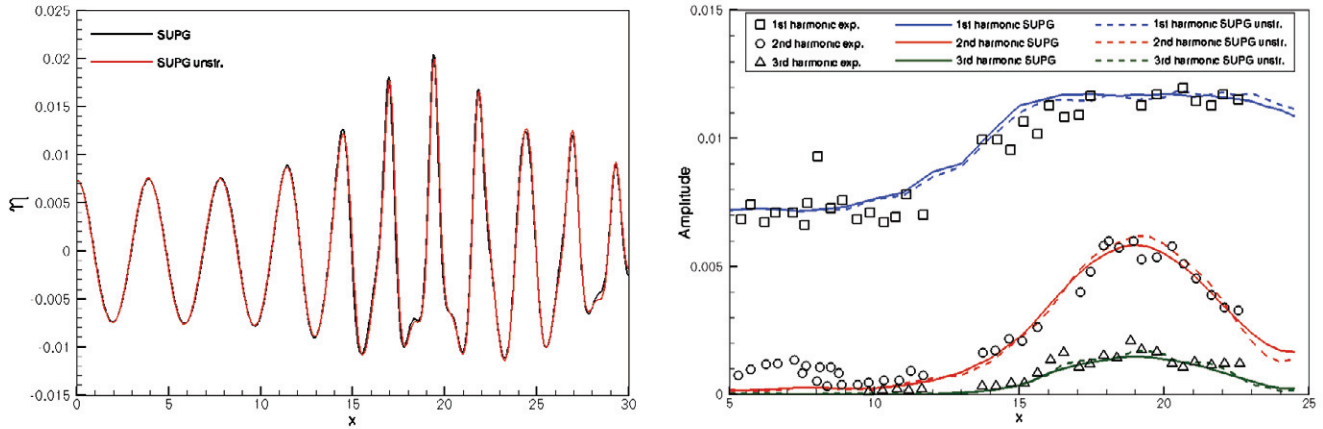 0.025
0.02
0.015
0.01
0.005
0
-0.005
-0.01
-0.015
η
SUPG
SUPG unstr.
0 5 10 15 20 25 30
x
0.015
0.01
0.005
0
Amplitude
1st harmonic exp. 1st harmonic SUPG 1st harmonic SUPG unstr.
2nd harmonic exp. 2nd harmonic SUPG 2nd harmonic SUPG unstr.
3rd harmonic exp. 3rd harmonic SUPG 3rd harmonic SUPG unstr.
5 10 15 20 25
x